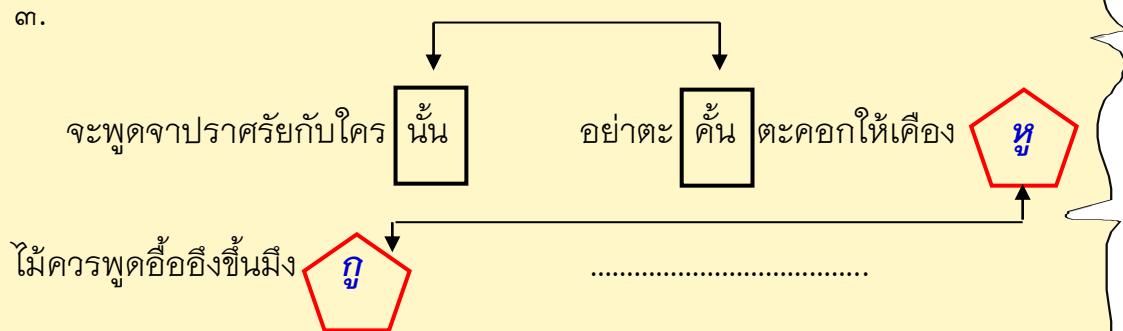 ๓.
จะพูดจาปราศรัยกับใคร นั้น อย่าตะ คั้น ตะคอกให้เคือง หู
ไม้ควรพูดอื้ออึงขึ้นมึง กู .....................................